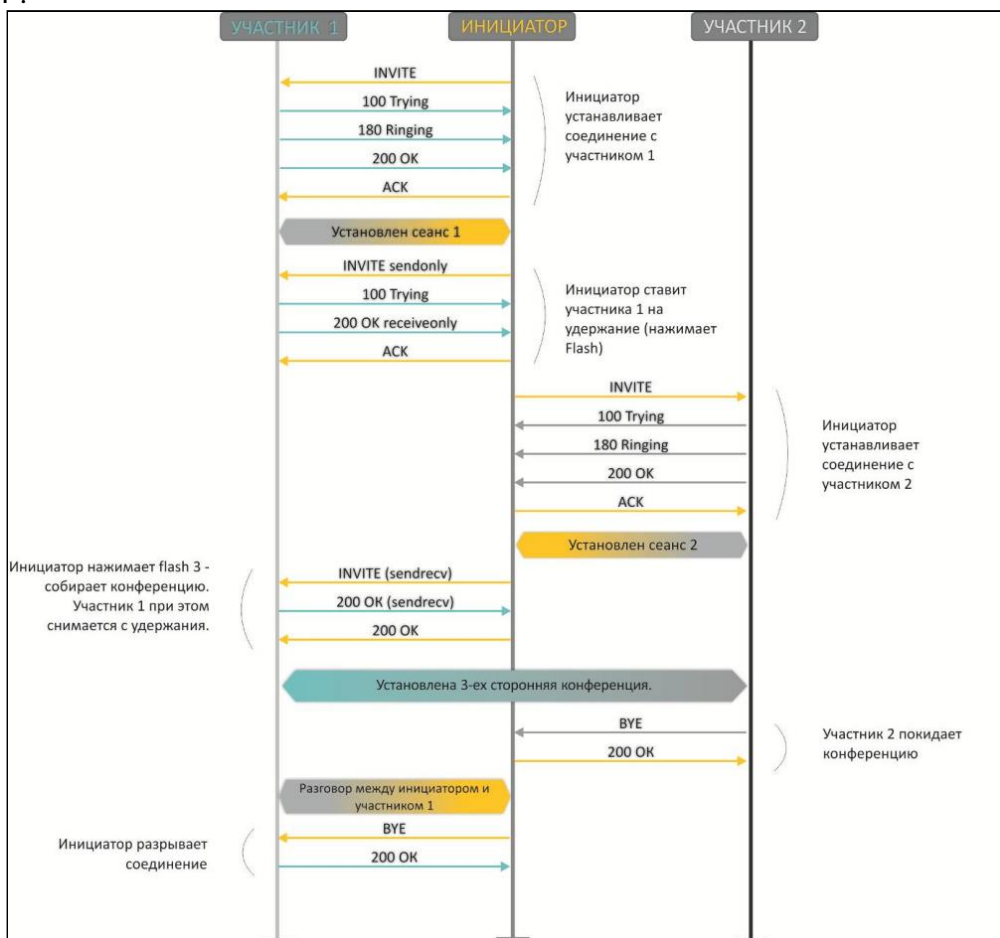 УЧАСТНИК 1
ИНИЦИАТОР
УЧАСТНИК 2
INVITE
100 Trying
180 Ringing
200 OK
ACK
Инициатор
устанавливает
соединение с
участником 1
Установлен сеанс 1
INVITE sendonly
100 Trying
200 OK receiveonly
ACK
Инициатор ставит
участника 1 на
удержание (нажимает
Flash)
INVITE
100 Trying
180 Ringing
200 OK
ACK
Инициатор
устанавливает
соединение с
участником 2
Установлен сеанс 2
Инициатор нажимает flash 3 -
собирает конференцию.
Участник 1 при этом
снимается с удержания.
INVITE (sendrecv)
200 OK (sendrecv)
200 OK
Установлена 3-ех сторонняя конференция.
BYE
200 OK
Участник 2 покидает
конференцию
Разговор между инициатором и
участником 1
Инициатор разрывает
соединение
BYE
200 OK